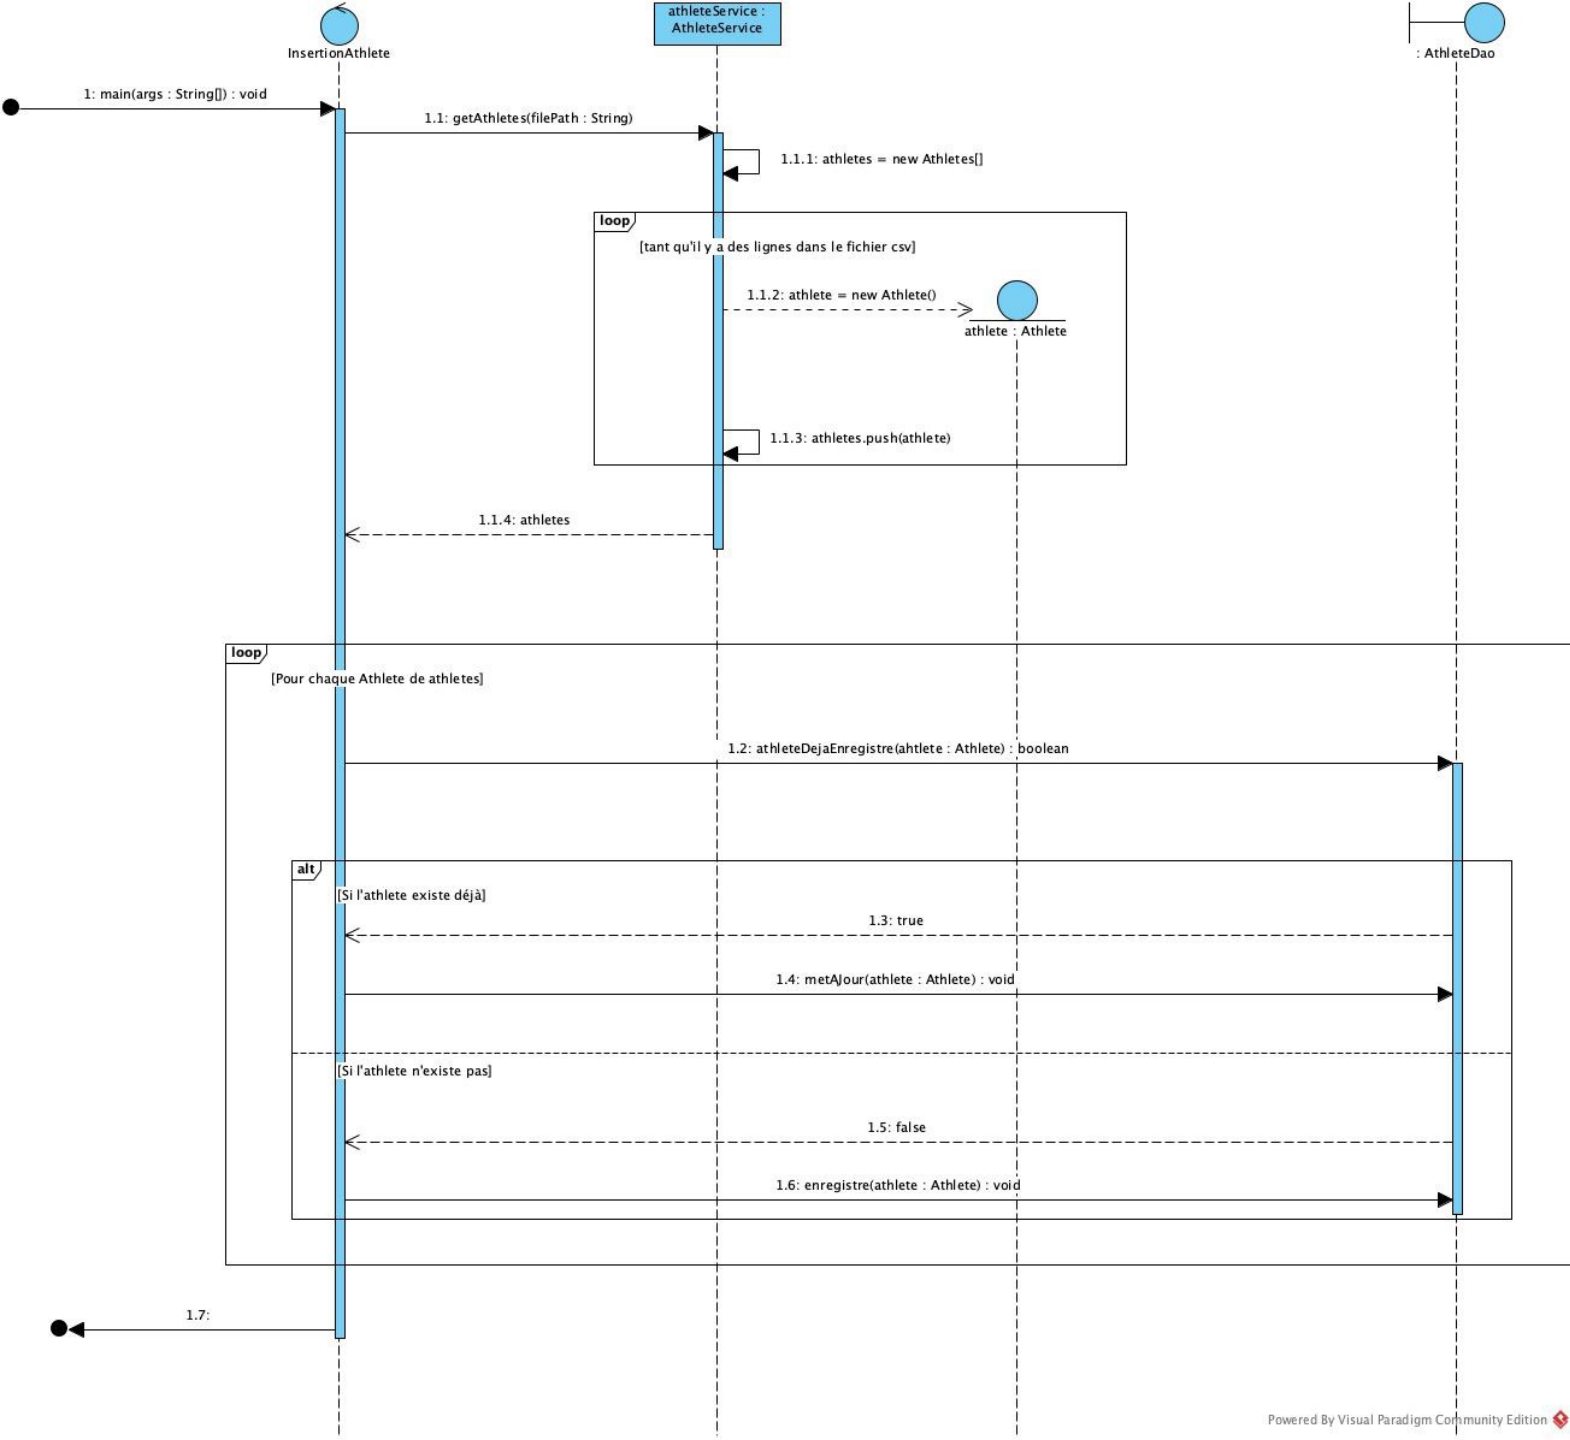 athleteService :
AthleteService
InsertionAthlete
: AthleteDao
1: main(args : String[]) : void
1.1: getAthletes(filePath : String)
1.1.1: athletes = new Athletes[]
loop
[tant qu'il y a des lignes dans le fichier csv]
1.1.2: athlete = new Athlete()
athlete : Athlete
1.1.3: athletes.push(athlete)
1.1.4: athletes
loop
[Pour chaque Athlete de athletes]
1.2: athleteDejaEnregistre(ahtlete : Athlete) : boolean
alt
[Si l'athlete existe déjà]
1.3: true
1.4: metAJour(athlete : Athlete) : void
[Si l'athlete n'existe pas]
1.5: false
1.6: enregistre(athlete : Athlete) : void
1.7:
Powered By Visual Paradigm Community Edition